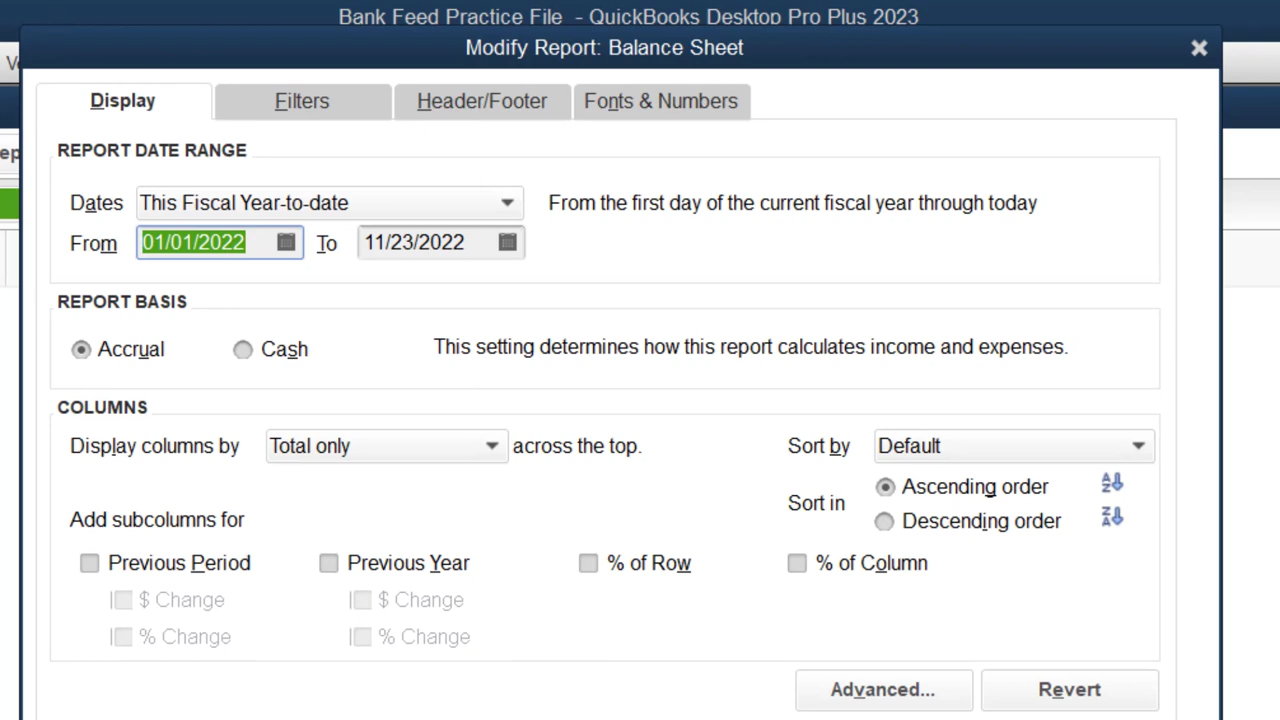 Bank Feed Practice File - QuickBooks Desktop Pro Plus 2023
Modify Report: Balance Sheet
Display Filters Header/Footer Fonts & Numbers
REPORT DATE RANGE
Dates This Fiscal Year-to-date From the first day of the current fiscal year through today
From 01/01/2022 To 11/23/2022
REPORT BASIS
Accrual Cash This setting determines how this report calculates income and expenses.
COLUMNS
Display columns by Total only across the top. Sort by Default
Sort in Ascending order
Descending order
Add subcolumns for
Previous Period Previous Year % of Row % of Column
$ Change $ Change
% Change % Change
Advanced... Revert